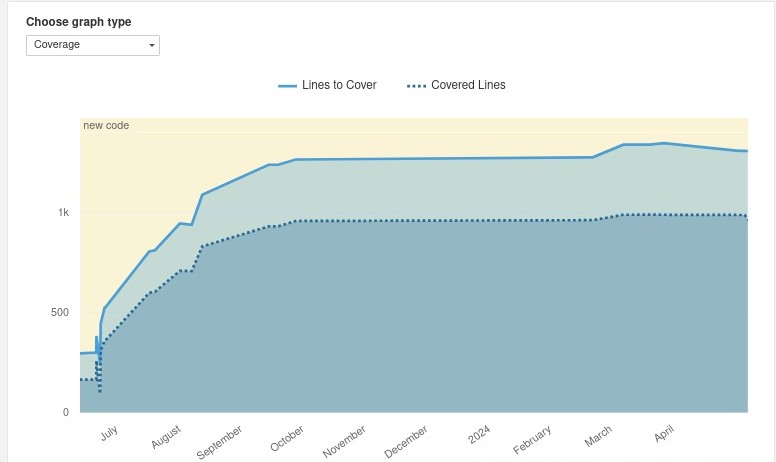 Choose graph type
Coverage
Lines to Cover Covered Lines
new code
1k
500
0
July August September October November December 2024 February March April